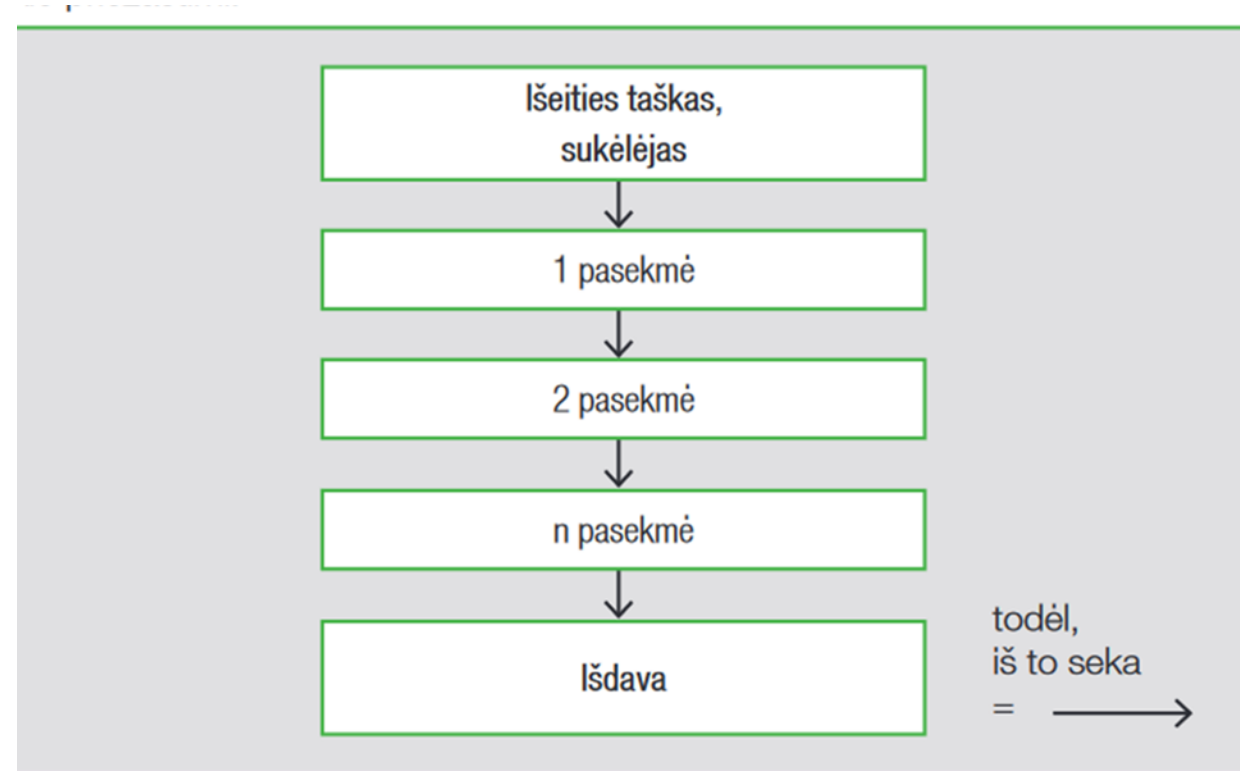 Išeities taškas,
sukėlėjas
1 pasekmė
2 pasekmė
n pasekmė
Išdava
todėl,
iš to seka
=